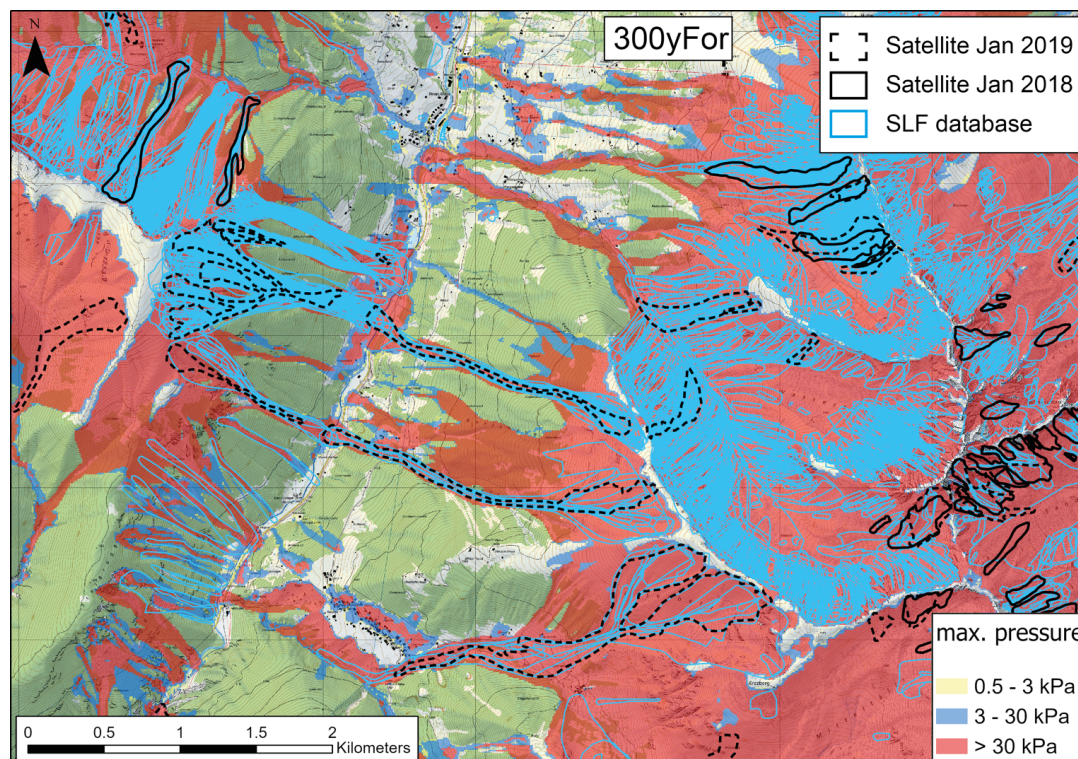 N
300yFor
Satellite Jan 2019
Satellite Jan 2018
SLF database
Kreuzberg
max. pressure
0.5 - 3 kPa
3 - 30 kPa
> 30 kPa
0 0.5 1 1.5 2
Kilometers